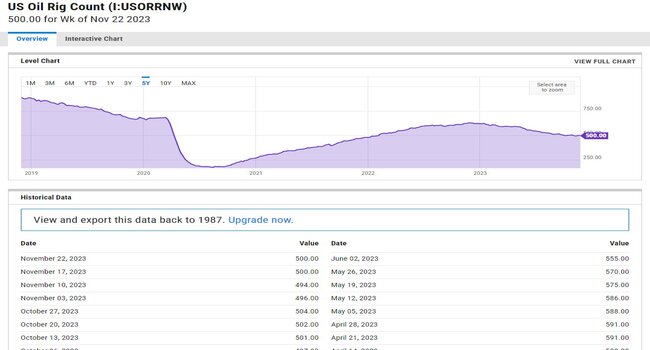 US Oil Rig Count (I:USORRNW)
500.00 for Wk of Nov 22 2023
Overview Interactive Chart
Level Chart VIEW FULL CHART
1M 3M 6M YTD 1Y 3Y 5Y 10Y MAX
Select area
to zoom
750.00
500.00
250.00
2019 2020 2021 2022 2023
Historical Data
View and export this data back to 1987. Upgrade now.
Date Value Date Value
November 22, 2023 500.00 June 02, 2023 555.00
November 17, 2023 500.00 May 26, 2023 570.00
November 10, 2023 494.00 May 19, 2023 575.00
November 03, 2023 496.00 May 12, 2023 586.00
October 27, 2023 504.00 May 05, 2023 588.00
October 20, 2023 502.00 April 28, 2023 591.00
October 13, 2023 501.00 April 21, 2023 591.00